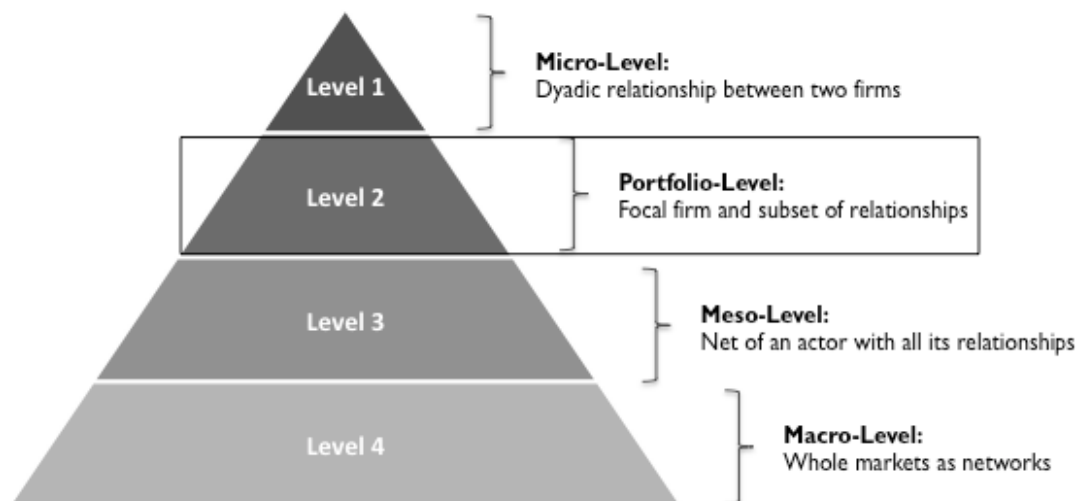 Level 1
Micro-Level:
Dyadic relationship between two firms
Level 2
Portfolio-Level:
Focal firm and subset of relationships
Level 3
Meso-Level:
Net of an actor with all its relationships
Level 4
Macro-Level:
Whole markets as networks